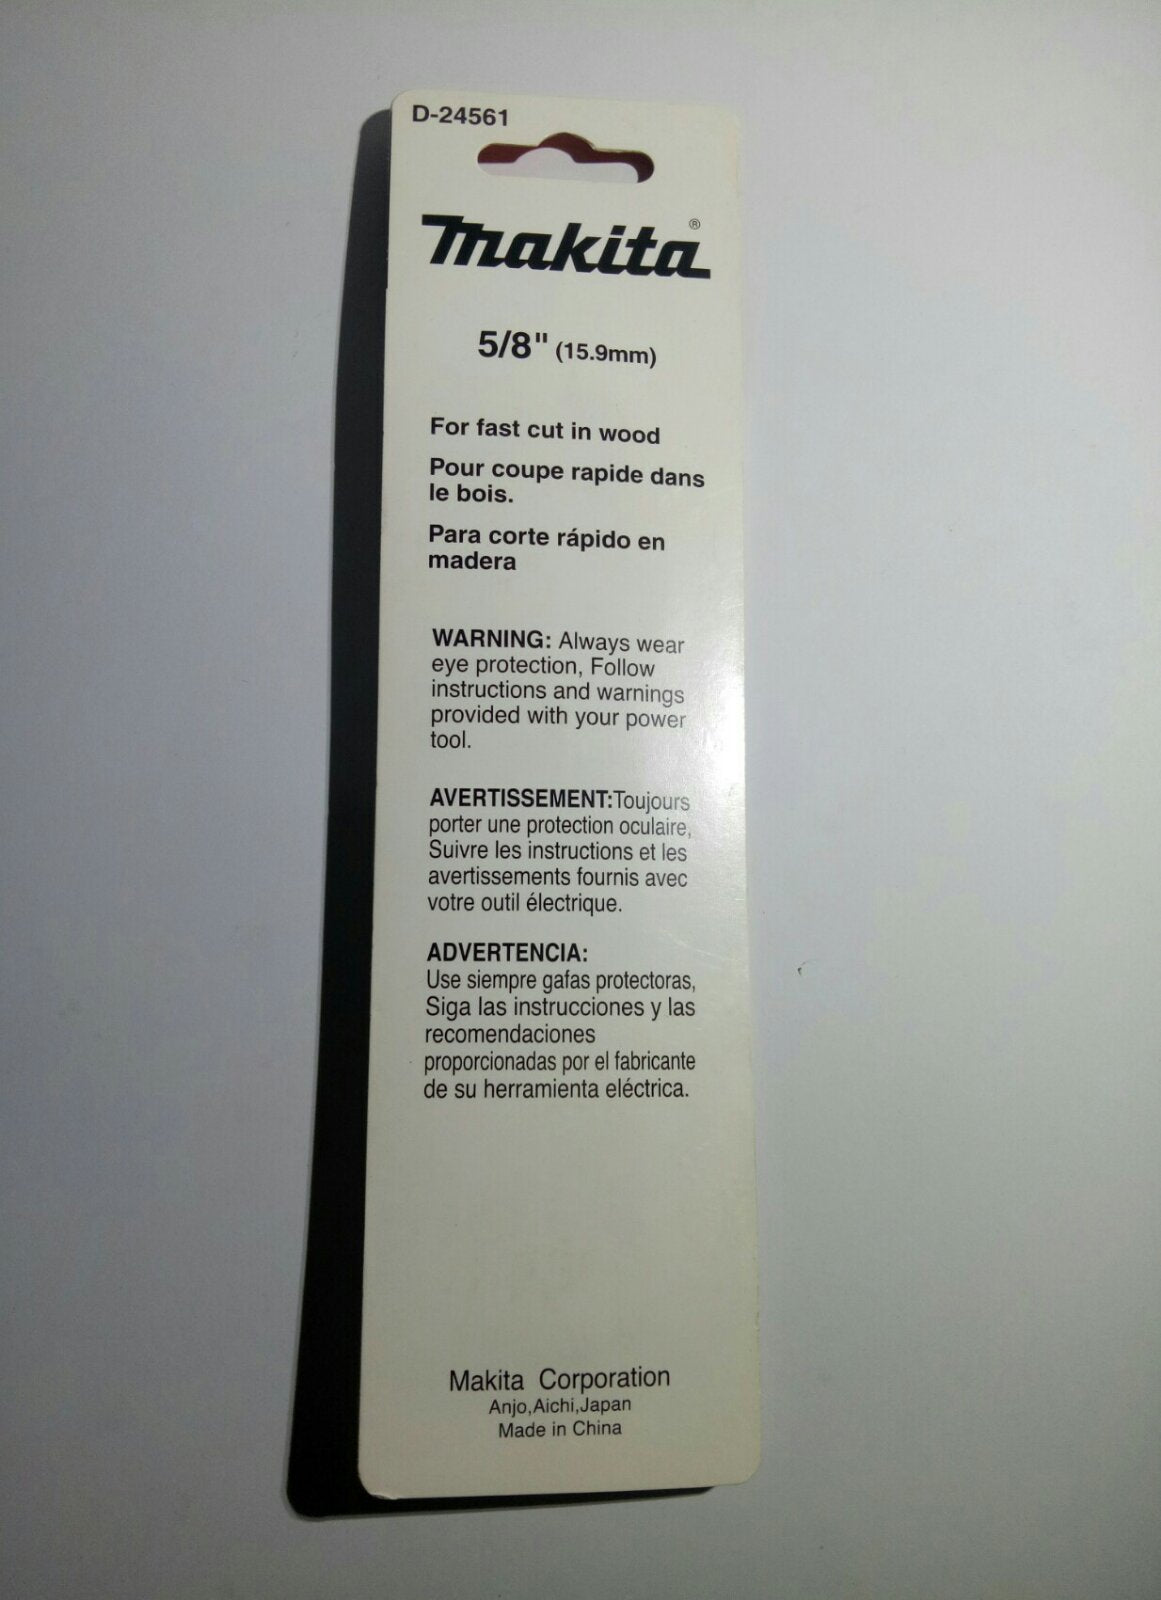 D-24561
makita®
5/8" (15.9mm)
For fast cut in wood
Pour coupe rapide dans
le bois.
Para corte rápido en
madera
WARNING: Always wear
eye protection, Follow
instructions and warnings
provided with your power
tool.
AVERTISSEMENT:Toujours
porter une protection oculaire,
Suivre les instructions et les
avertissements fournis avec
votre outil électrique.
ADVERTENCIA:
Use siempre gafas protectoras,
Siga las instrucciones y las
recomendaciones
proporcionadas por el fabricante
de su herramienta eléctrica.
Makita Corporation
Anjo,Aichi,Japan
Made in China